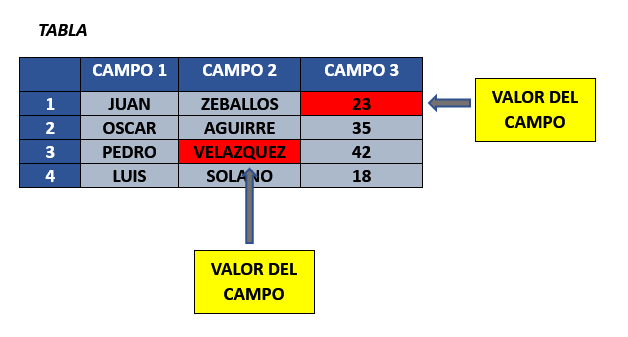 TABLA
CAMPO 1 CAMPO 2 CAMPO 3
1 JUAN ZEBALLOS 23
2 OSCAR AGUIRRE 35
3 PEDRO VELAZQUEZ 42
4 LUIS SOLANO 18
VALOR DEL
CAMPO
VALOR DEL
CAMPO